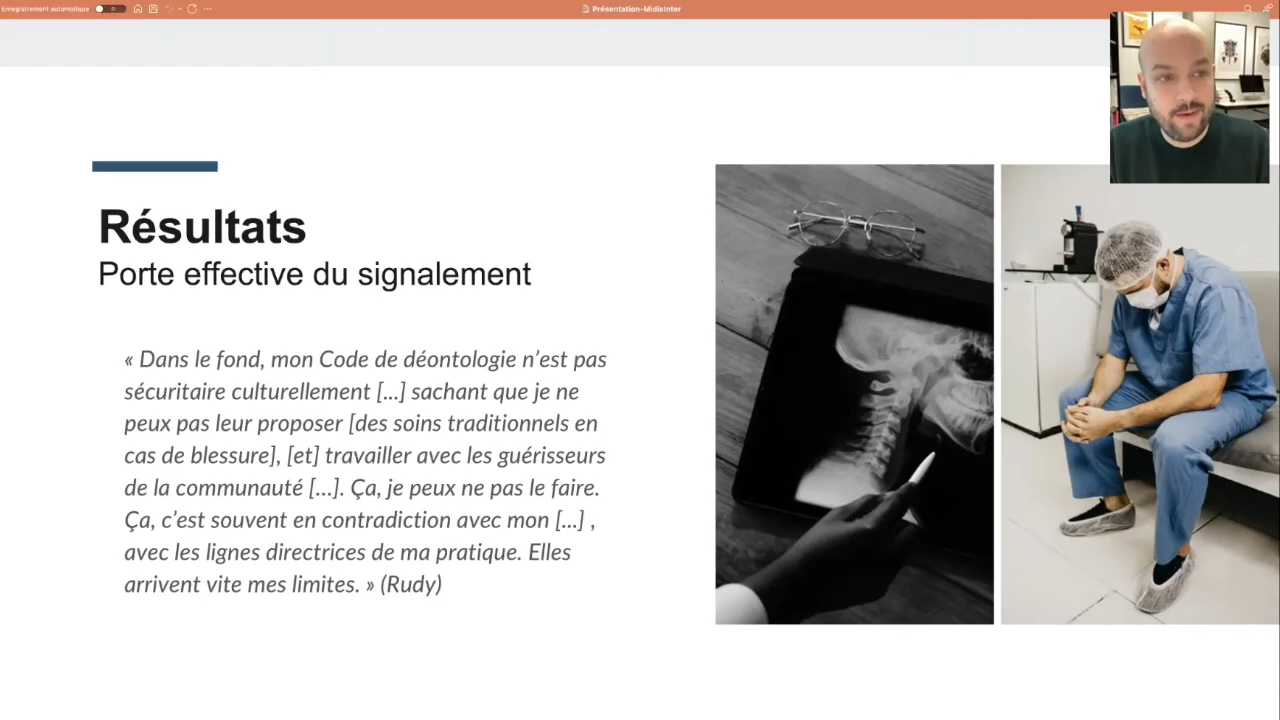 Enregistrement automatique
Présentation-MidisInter
Résultats
Porte effective du signalement
« Dans le fond, mon Code de déontologie n'est pas
sécuritaire culturellement [...] sachant que je ne
peux pas leur proposer [des soins traditionnels en
cas de blessure], [et] travailler avec les guérisseurs
de la communauté [...]. Ça, je peux ne pas le faire.
Ça, c'est souvent en contradiction avec mon [...] ,
avec les lignes directrices de ma pratique. Elles
arrivent vite mes limites. » (Rudy)